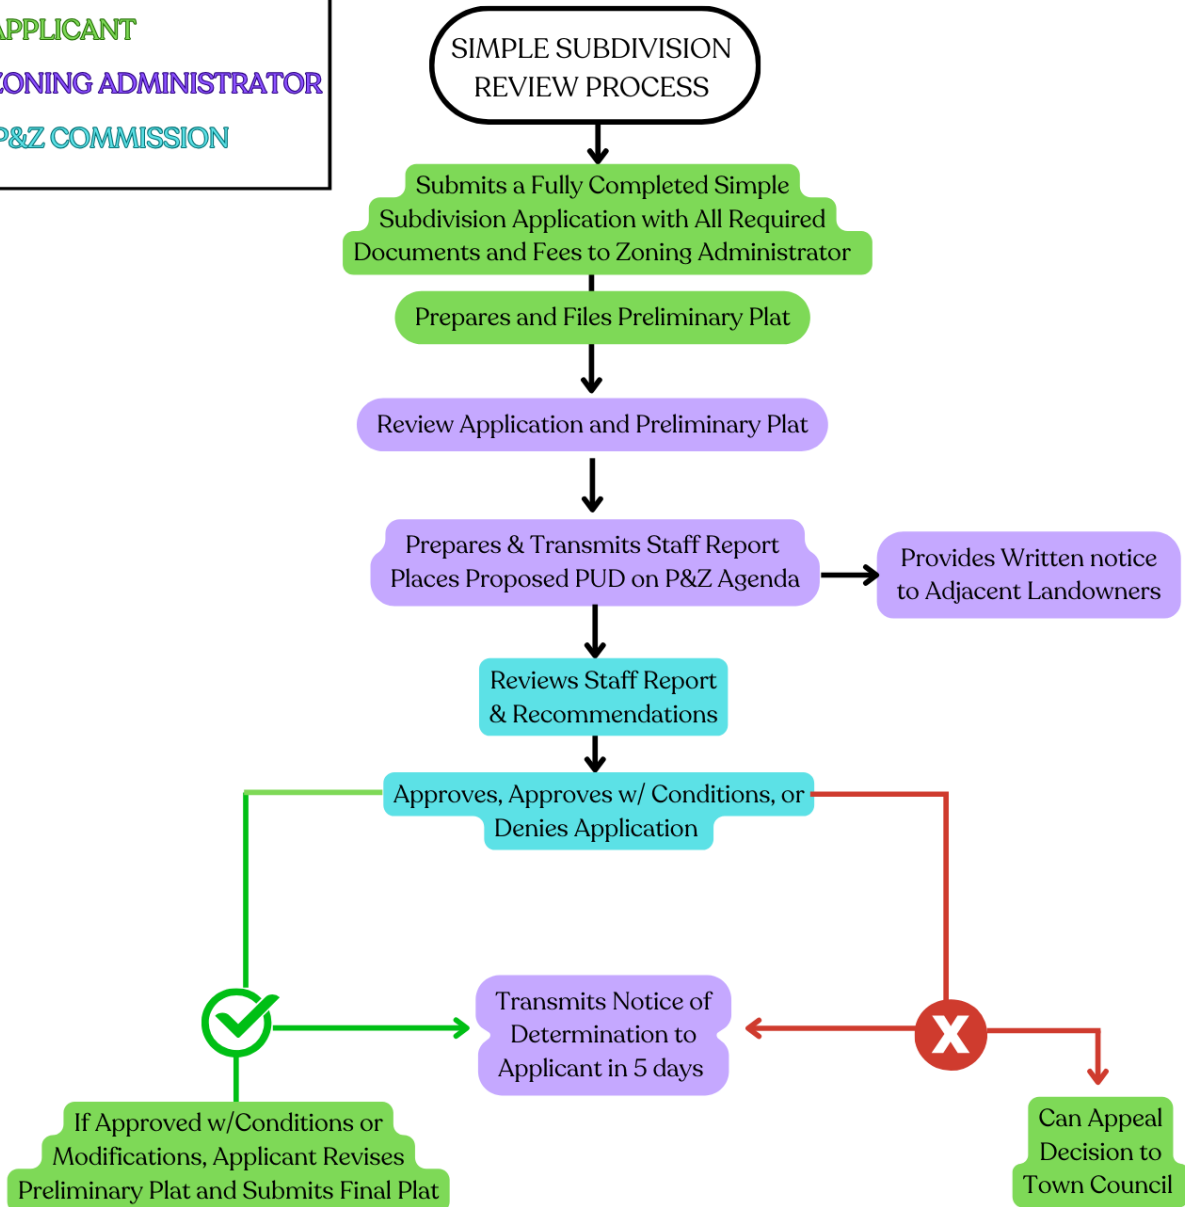 APPLICANT
ZONING ADMINISTRATOR
P&Z COMMISSION
SIMPLE SUBDIVISION
REVIEW PROCESS
Submits a Fully Completed Simple
Subdivision Application with All Required
Documents and Fees to Zoning Administrator
Prepares and Files Preliminary Plat
Review Application and Preliminary Plat
Prepares & Transmits Staff Report
Places Proposed PUD on P&Z Agenda
Provides Written notice
to Adjacent Landowners
Reviews Staff Report
& Recommendations
Approves, Approves w/ Conditions, or
Denies Application
Transmits Notice of
Determination to
Applicant in 5 days
X
If Approved w/Conditions or
Modifications, Applicant Revises
Preliminary Plat and Submits Final Plat
Can Appeal
Decision to
Town Council